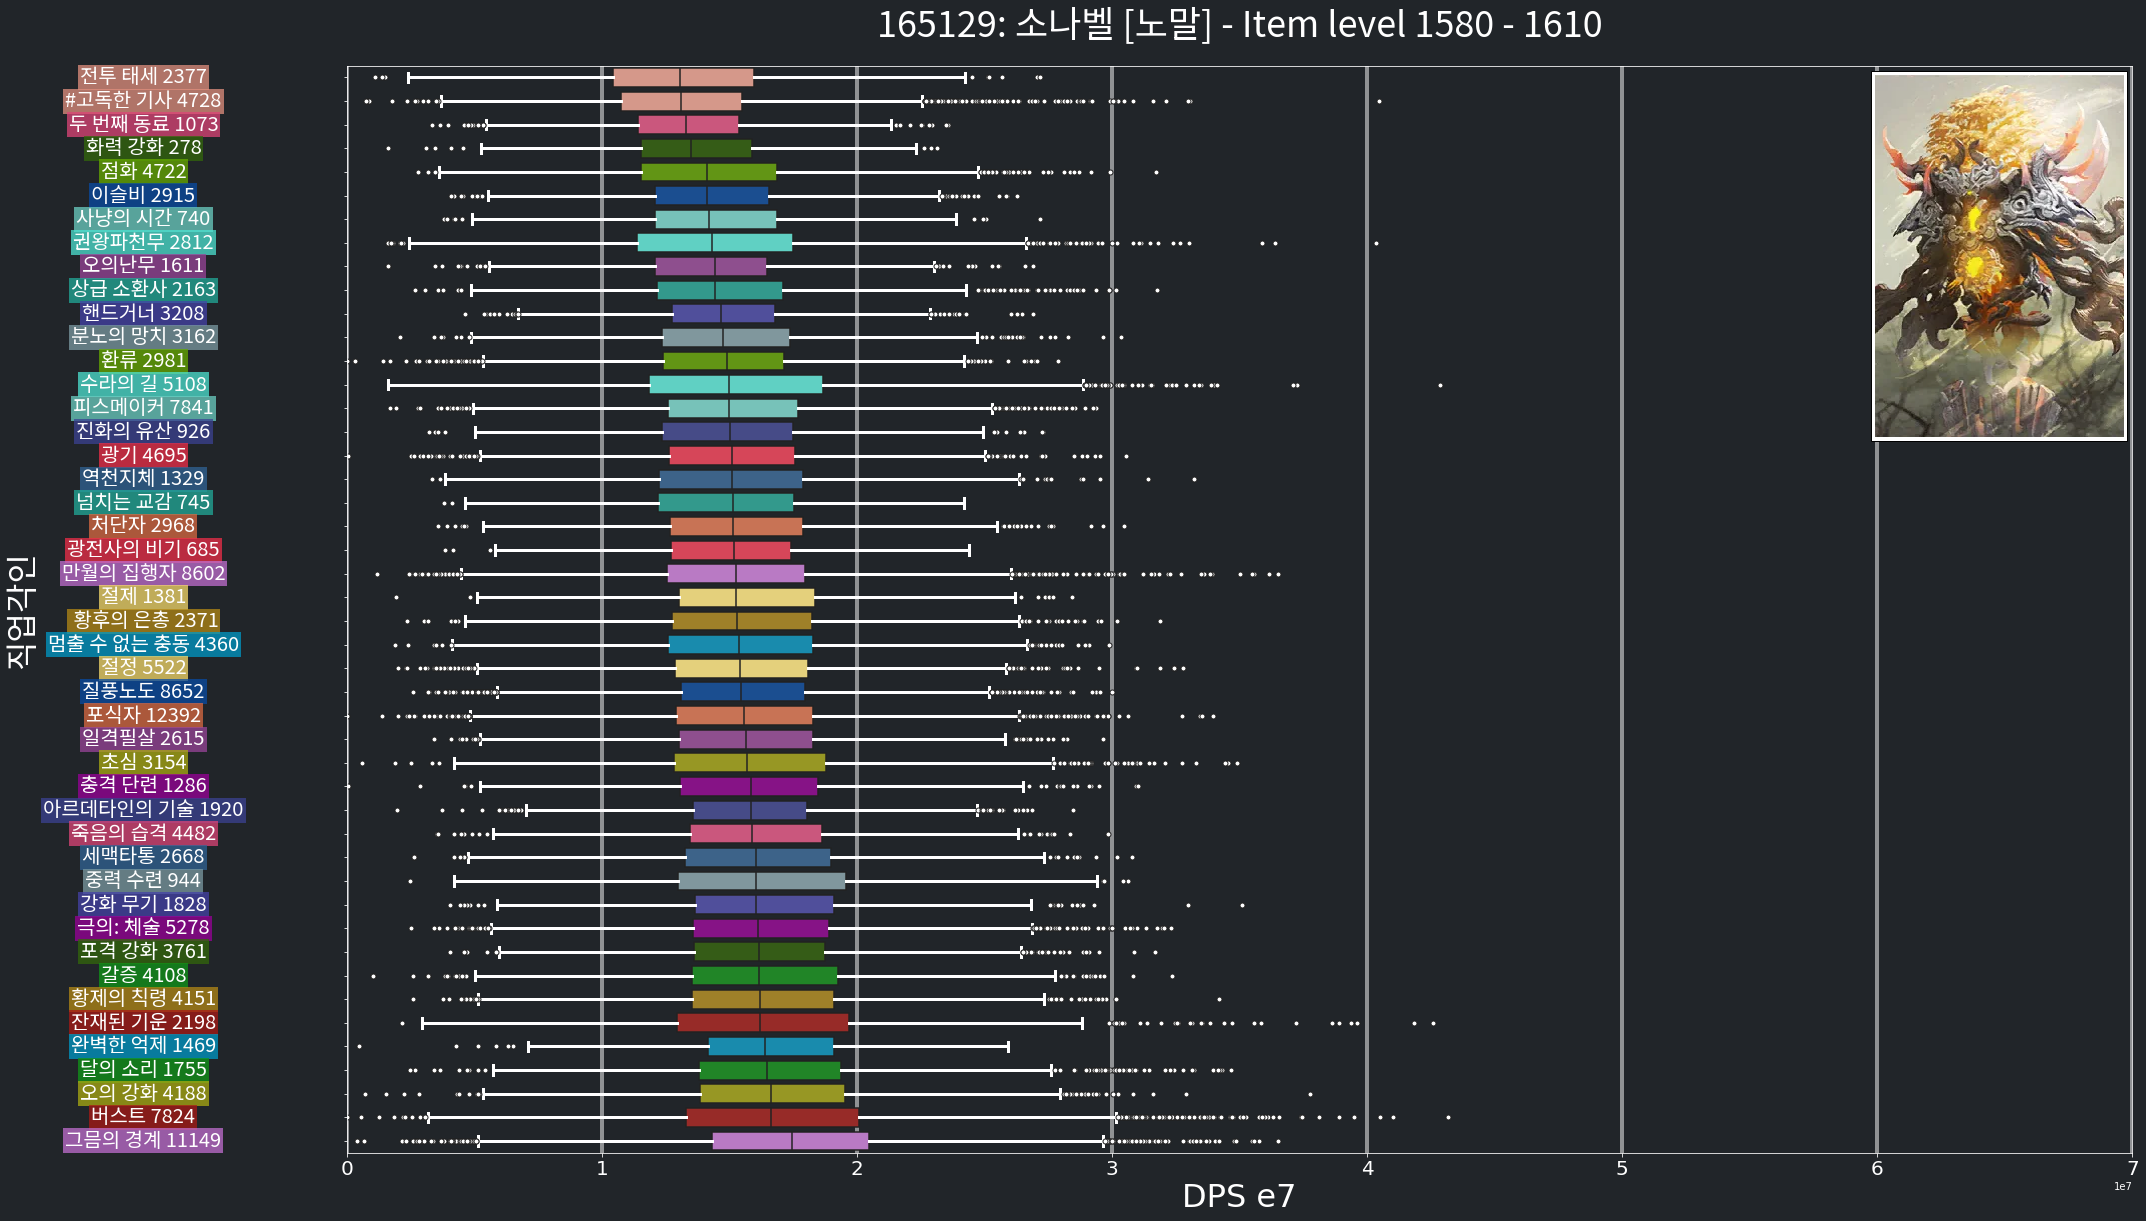 165129: 소나벨 [노말] - Item level 1580 - 1610
직업각인
전투 태세 2377
#고독한 기사 4728
두 번째 동료 1073
화력 강화 278
점화 4722
이슬비 2915
사냥의 시간 740
권왕파천무 2812
오의난무 1611
상급 소환사 2163
핸드거너 3208
분노의 망치 3162
환류 2981
수라의 길 5108
피스메이커 7841
진화의 유산 926
광기 4695
역천지체 1329
넘치는 교감 745
처단자 2968
광전사의 비기 685
만월의 집행자 8602
절제 1381
황후의 은총 2371
멈출 수 없는 충동 4360
절정 5522
질풍노도 8652
포식자 12392
일격필살 2615
초심 3154
충격 단련 1286
아르데타인의 기술 1920
죽음의 습격 4482
세맥타통 2668
중력 수련 944
강화 무기 1828
극의: 체술 5278
포격 강화 3761
갈증 4108
황제의 칙령 4151
잔재된 기운 2198
완벽한 억제 1469
달의 소리 1755
오의 강화 4188
버스트 7824
그믐의 경계 11149
0 1 2 3 4 5 6 7
1e7
DPS e7